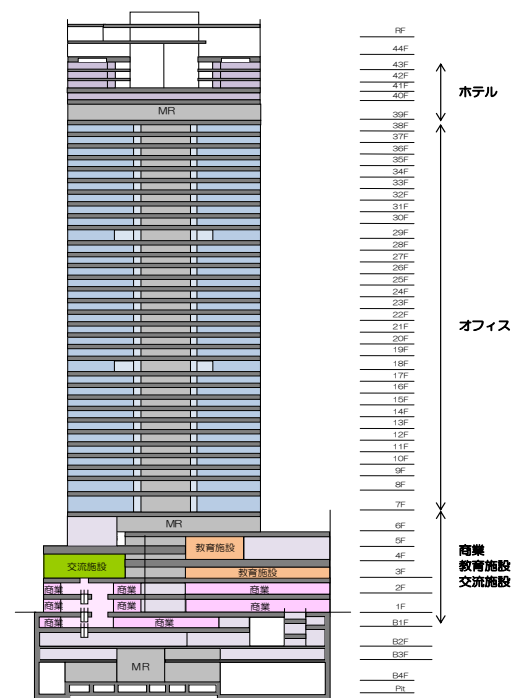 RF
44F
43F
42F
41F
40F
ホテル
MR
39F
38F
37F
36F
35F
34F
33F
32F
31F
30F
29F
28F
27F
26F
25F
24F
23F
22F
21F
オフィス
20F
19F
18F
17F
16F
15F
14F
13F
12F
11F
10F
9F
8F
7F
MR
6F
教育施設
5F
商業
4F
交流施設
教育施設
3F
教育施設
交流施設
商業
商業
商業
2F
商業
商業
商業
1F
商業
商業
B1F
B2F
B3F
MR
B4F
Pit